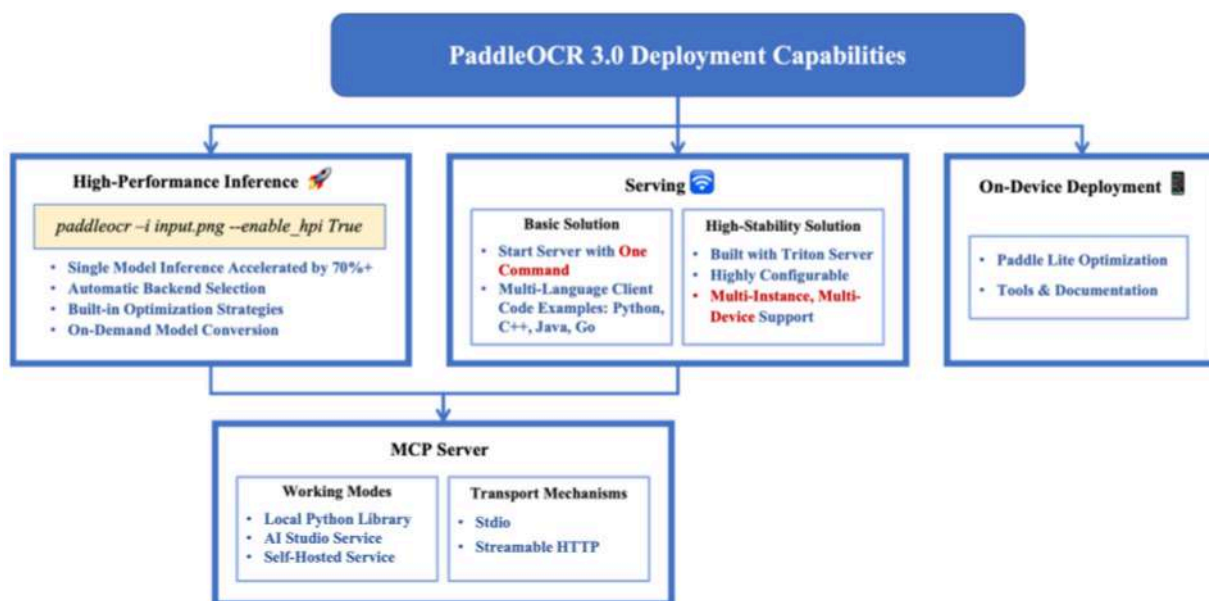 PaddleOCR 3.0 Deployment Capabilities
High-Performance Inference 🚀
paddleocr –i input.png --enable_hpi True
• Single Model Inference Accelerated by 70%+
• Automatic Backend Selection
• Built-in Optimization Strategies
• On-Demand Model Conversion
Serving
Basic Solution
• Start Server with One
Command
• Multi-Language Client
Code Examples: Python,
C++, Java, Go
High-Stability Solution
• Built with Triton Server
• Highly Configurable
• Multi-Instance, Multi-
Device Support
On-Device Deployment
• Paddle Lite Optimization
• Tools & Documentation
MCP Server
Working Modes
• Local Python Library
• AI Studio Service
• Self-Hosted Service
Transport Mechanisms
• Stdio
• Streamable HTTP